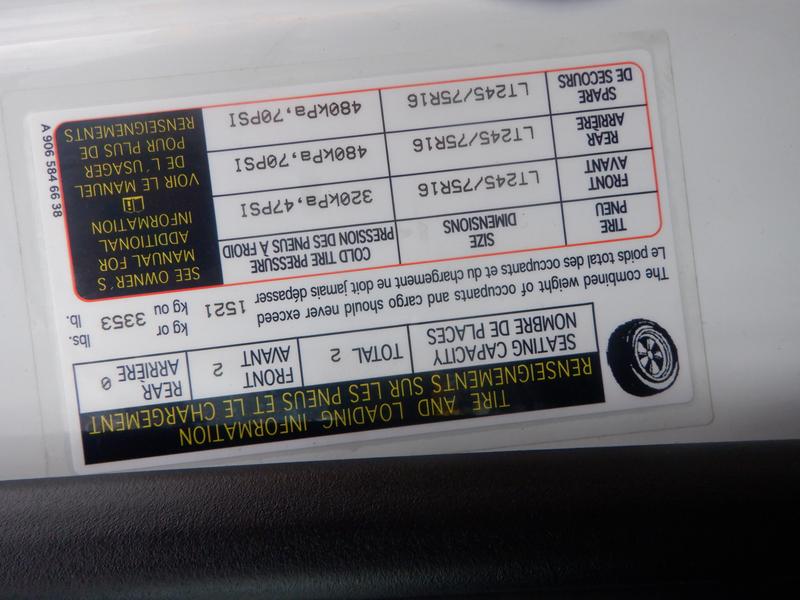 TIRE AND LOADING INFORMATION
RENSEIGNEMENTS SUR LES PNEUS ET LE CHARGEMENT
SEATING CAPACITY
NOMBRE DE PLACES
TOTAL 2
FRONT
AVANT
2
REAR
ARRIÈRE
0
The combined weight of occupants and cargo should never exceed
Le poids total des occupants et du chargement ne doit jamais dépasser
1521
kg or
kg ou
3353
lbs.
lb.
TIRE
PNEU
SIZE
DIMENSIONS
COLD TIRE PRESSURE
PRESSION DES PNEUS À FROID
FRONT
AVANT
LT245/75R16
320kPa,47PSI
REAR
ARRIÈRE
LT245/75R16
480kPa,70PSI
SPARE
DE SECOURS
LT245/75R16
480kPa,70PSI
SEE OWNER'S
MANUAL FOR
ADDITIONAL
INFORMATION
VOIR LE MANUEL
DE L'USAGER
POUR PLUS DE
RENSEIGNEMENTS
A 906 584 66 38